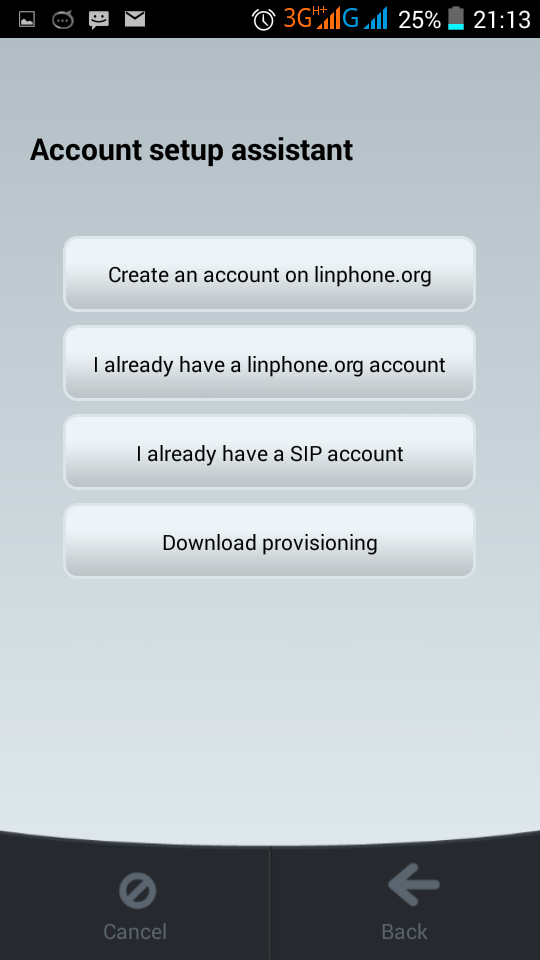 3G H+ G 25% 21:13
Account setup assistant
Create an account on linphone.org
I already have a linphone.org account
I already have a SIP account
Download provisioning
Cancel Back